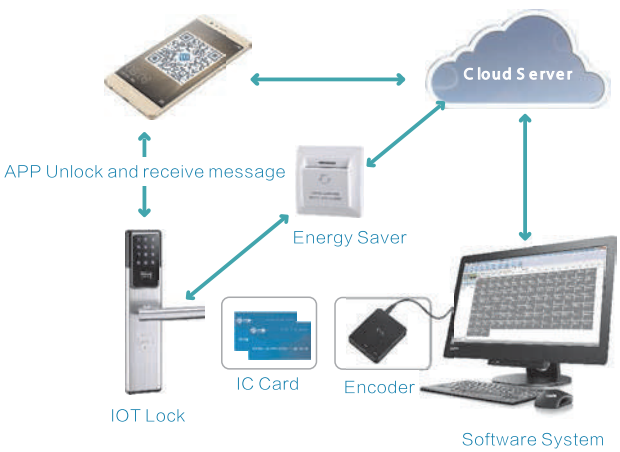 Cloud Server
APP Unlock and receive message
Energy Saver
IC Card
Encoder
IOT Lock
Software System